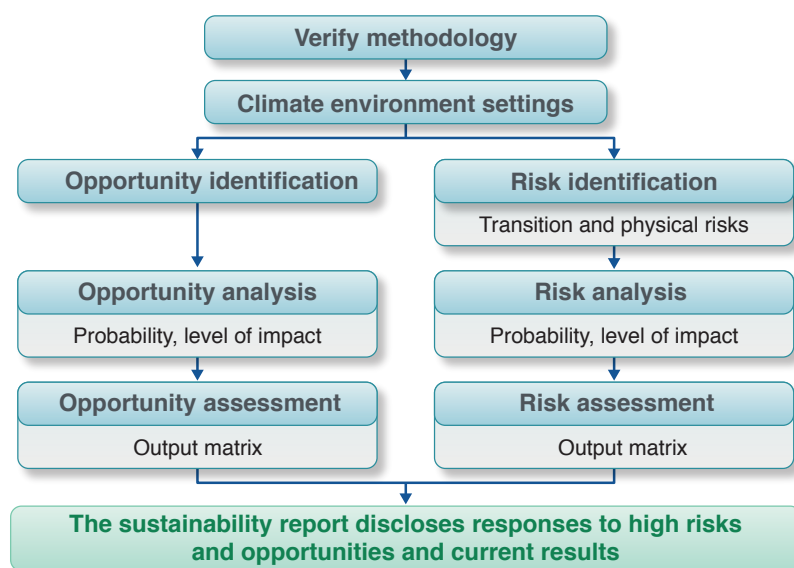 Verify methodology
Climate environment settings
Opportunity identification
Risk identification
Transition and physical risks
Opportunity analysis
Probability, level of impact
Risk analysis
Probability, level of impact
Opportunity assessment
Output matrix
Risk assessment
Output matrix
The sustainability report discloses responses to high risks
and opportunities and current results